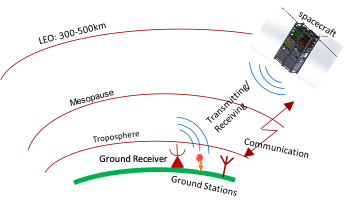 spacecraft
LEO: 300-500km
Mesopause
Transmitting/
Receiving
Troposphere
Communication
Ground Receiver
Ground Stations